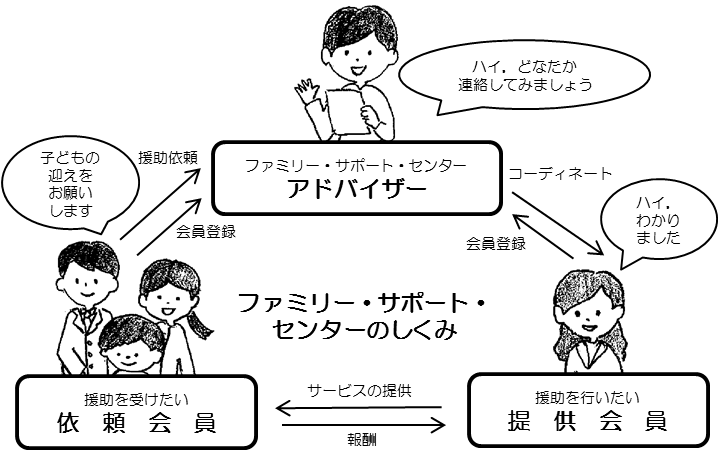 ハイ，どなたか
連絡してみましょう
子どもの
迎えを
お願い
します
援助依頼
ファミリー・サポート・センター
アドバイザー
コーディネート
ハイ，
わかり
ました
会員登録
会員登録
ファミリー・サポート・
センターのしくみ
援助を受けたい
依頼会員
サービスの提供
報酬
援助を行いたい
提供会員